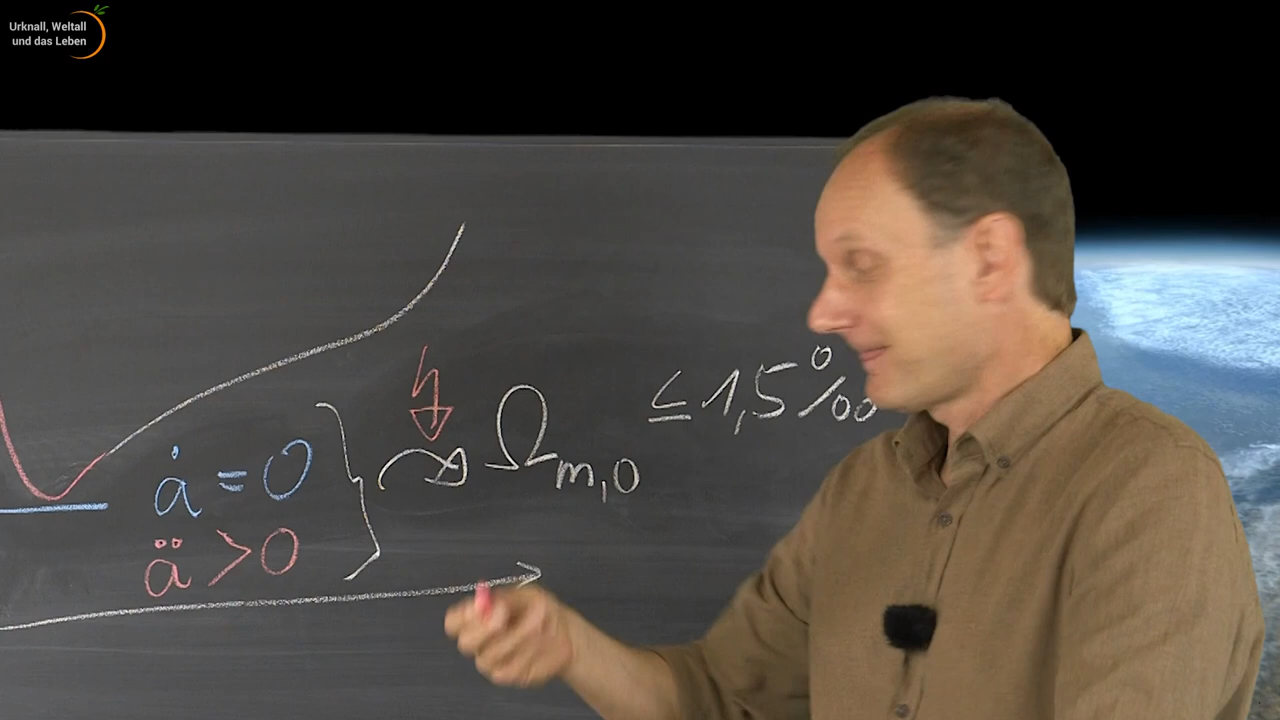 Urknall, Weltall
und das Leben
Ω_m,0 ≤ 1,5 ‰
ȧ = 0
ä > 0